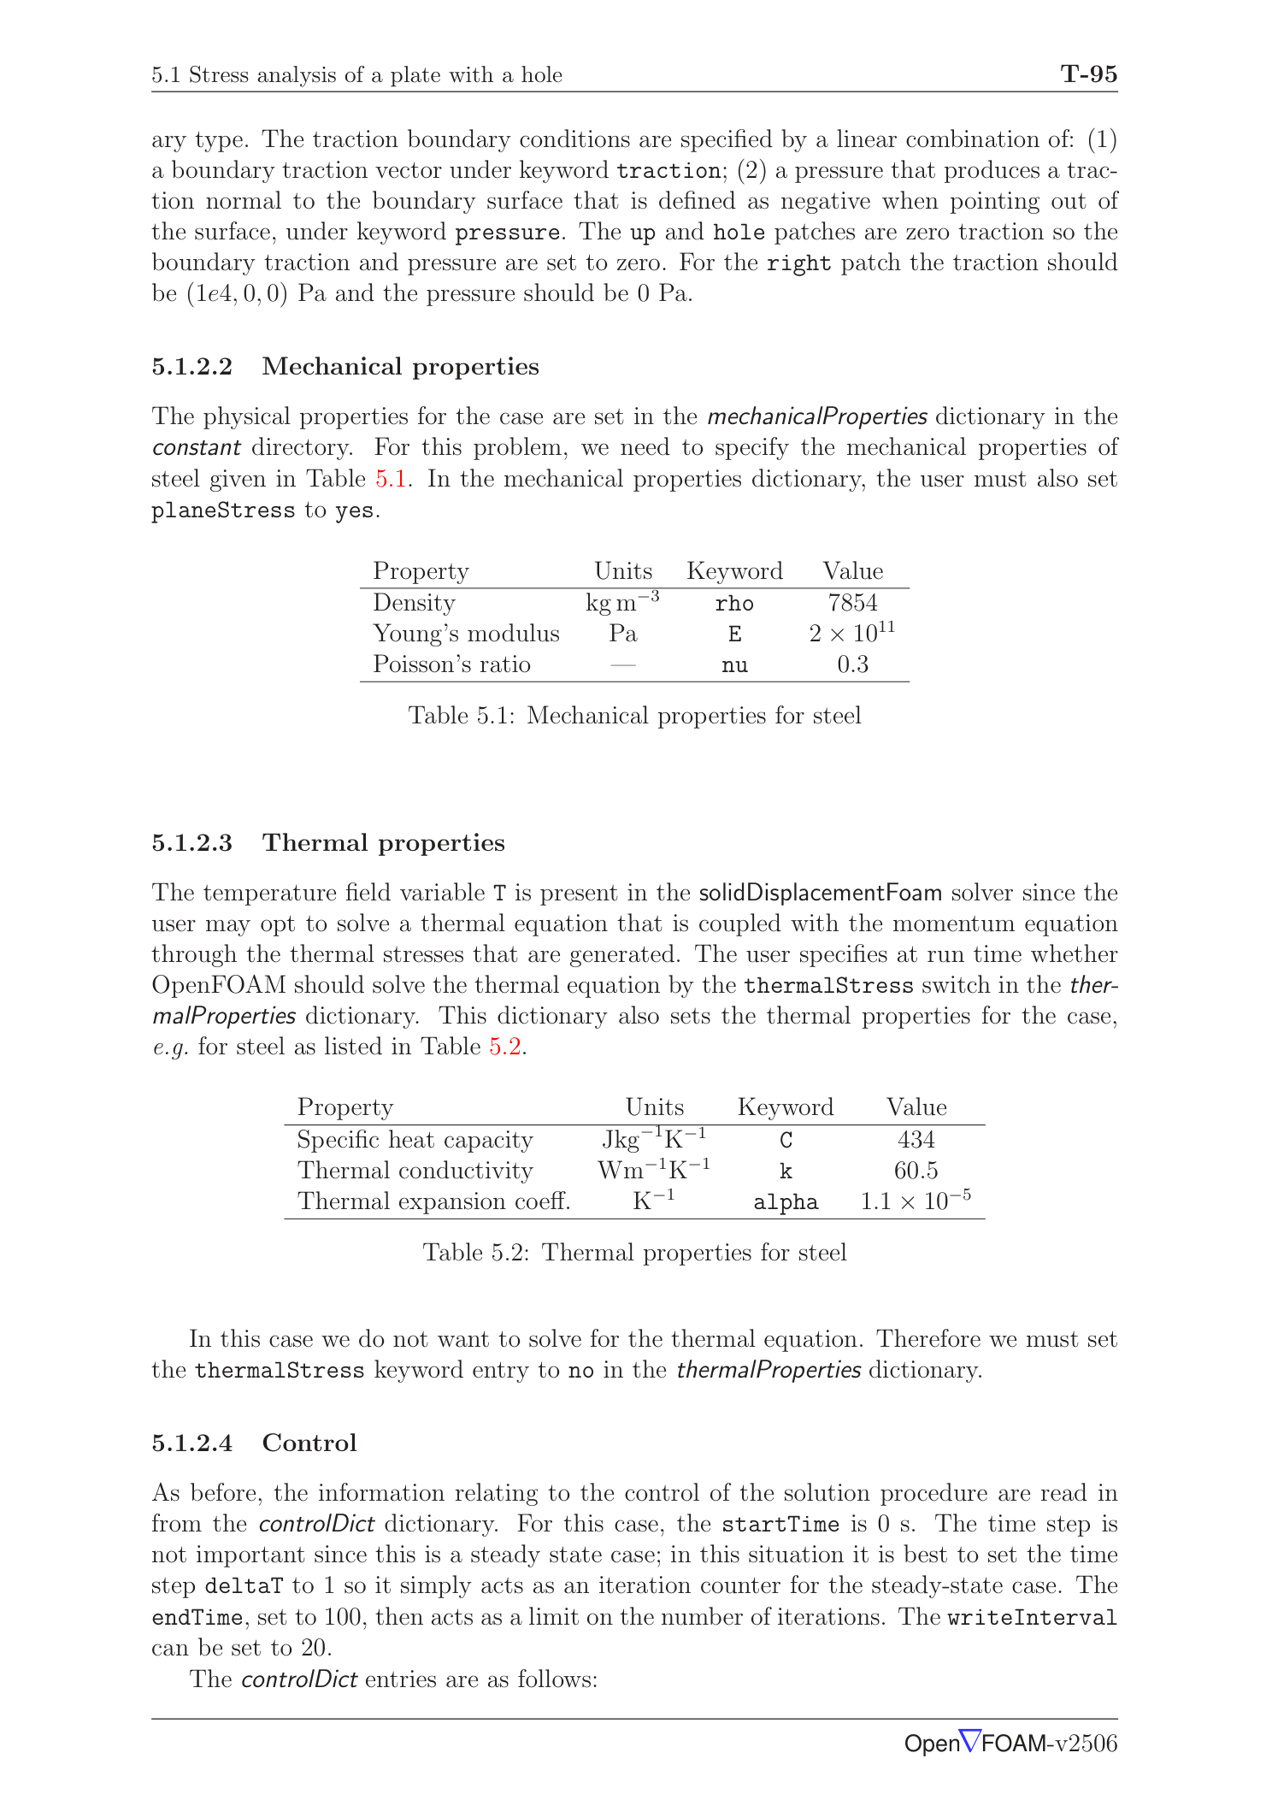 5.1 Stress analysis of a plate with a hole T-95
ary type. The traction boundary conditions are specified by a linear combination of: (1)
a boundary traction vector under keyword traction; (2) a pressure that produces a trac-
tion normal to the boundary surface that is defined as negative when pointing out of
the surface, under keyword pressure. The up and hole patches are zero traction so the
boundary traction and pressure are set to zero. For the right patch the traction should
be (1e4, 0, 0) Pa and the pressure should be 0 Pa.
5.1.2.2 Mechanical properties
The physical properties for the case are set in the mechanicalProperties dictionary in the
constant directory. For this problem, we need to specify the mechanical properties of
steel given in Table 5.1. In the mechanical properties dictionary, the user must also set
planeStress to yes.
Property Units Keyword Value
Density kg m⁻³ rho 7854
Young's modulus Pa E 2 × 10¹¹
Poisson's ratio — nu 0.3
Table 5.1: Mechanical properties for steel
5.1.2.3 Thermal properties
The temperature field variable T is present in the solidDisplacementFoam solver since the
user may opt to solve a thermal equation that is coupled with the momentum equation
through the thermal stresses that are generated. The user specifies at run time whether
OpenFOAM should solve the thermal equation by the thermalStress switch in the ther-
malProperties dictionary. This dictionary also sets the thermal properties for the case,
e.g. for steel as listed in Table 5.2.
Property Units Keyword Value
Specific heat capacity Jkg⁻¹K⁻¹ C 434
Thermal conductivity Wm⁻¹K⁻¹ k 60.5
Thermal expansion coeff. K⁻¹ alpha 1.1 × 10⁻⁵
Table 5.2: Thermal properties for steel
In this case we do not want to solve for the thermal equation. Therefore we must set
the thermalStress keyword entry to no in the thermalProperties dictionary.
5.1.2.4 Control
As before, the information relating to the control of the solution procedure are read in
from the controlDict dictionary. For this case, the startTime is 0 s. The time step is
not important since this is a steady state case; in this situation it is best to set the time
step deltaT to 1 so it simply acts as an iteration counter for the steady-state case. The
endTime, set to 100, then acts as a limit on the number of iterations. The writeInterval
can be set to 20.
The controlDict entries are as follows:
Open∇FOAM-v2506